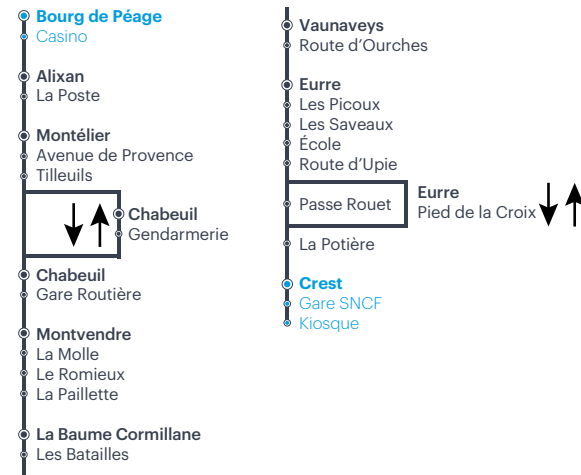 Bourg de Péage
Casino
Alixan
La Poste
Montélier
Avenue de Provence
Tilleuils
Chabeuil
Gendarmerie
Chabeuil
Gare Routière
Montvendre
La Molle
Le Romieux
La Paillette
La Baume Cormillane
Les Batailles
Vaunaveys
Route d'Ourches
Eurre
Les Picoux
Les Saveaux
École
Route d'Upie
Passe Rouet
Eurre
Pied de la Croix
La Potière
Crest
Gare SNCF
Kiosque